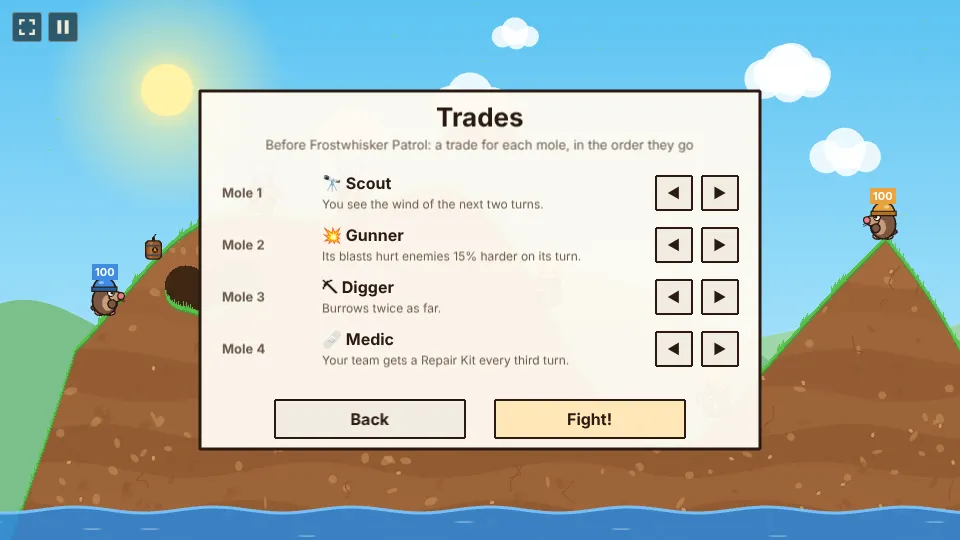 Trades
Before Frostwhisker Patrol: a trade for each mole, in the order they go
Mole 1
🔭 Scout
You see the wind of the next two turns.
Mole 2
💥 Gunner
Its blasts hurt enemies 15% harder on its turn.
Mole 3
⛏ Digger
Burrows twice as far.
Mole 4
🩹 Medic
Your team gets a Repair Kit every third turn.
Back
Fight!
100
100